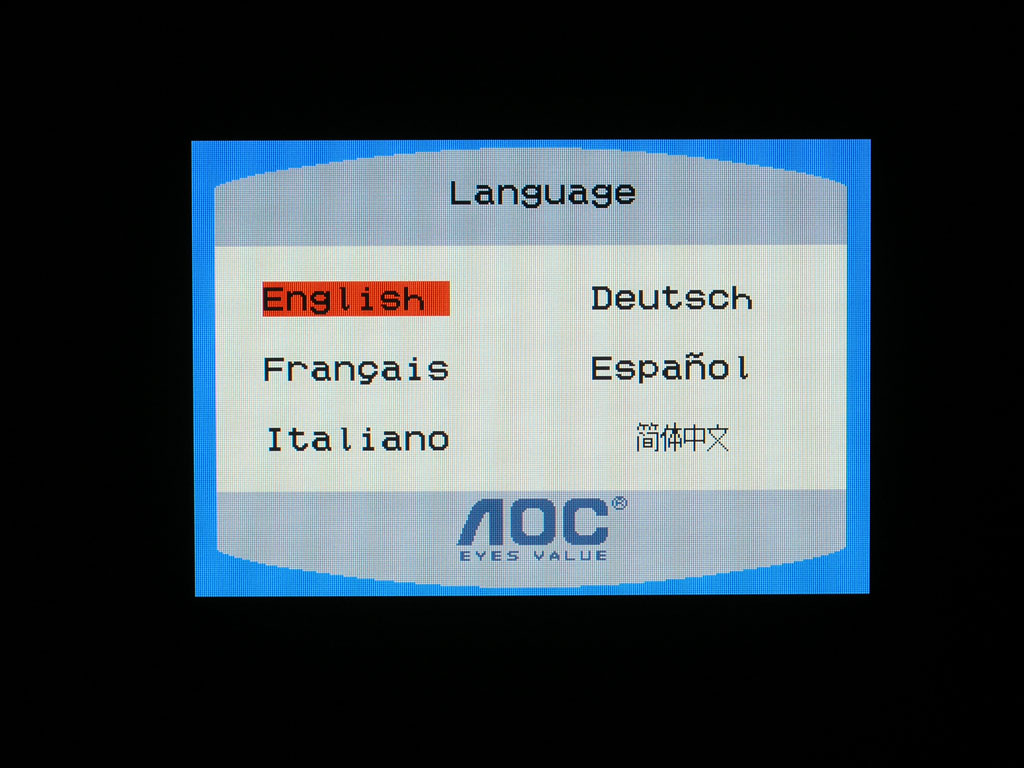 Language
English Deutsch
Français Español
Italiano 简体中文
AOC®
EYES VALUE